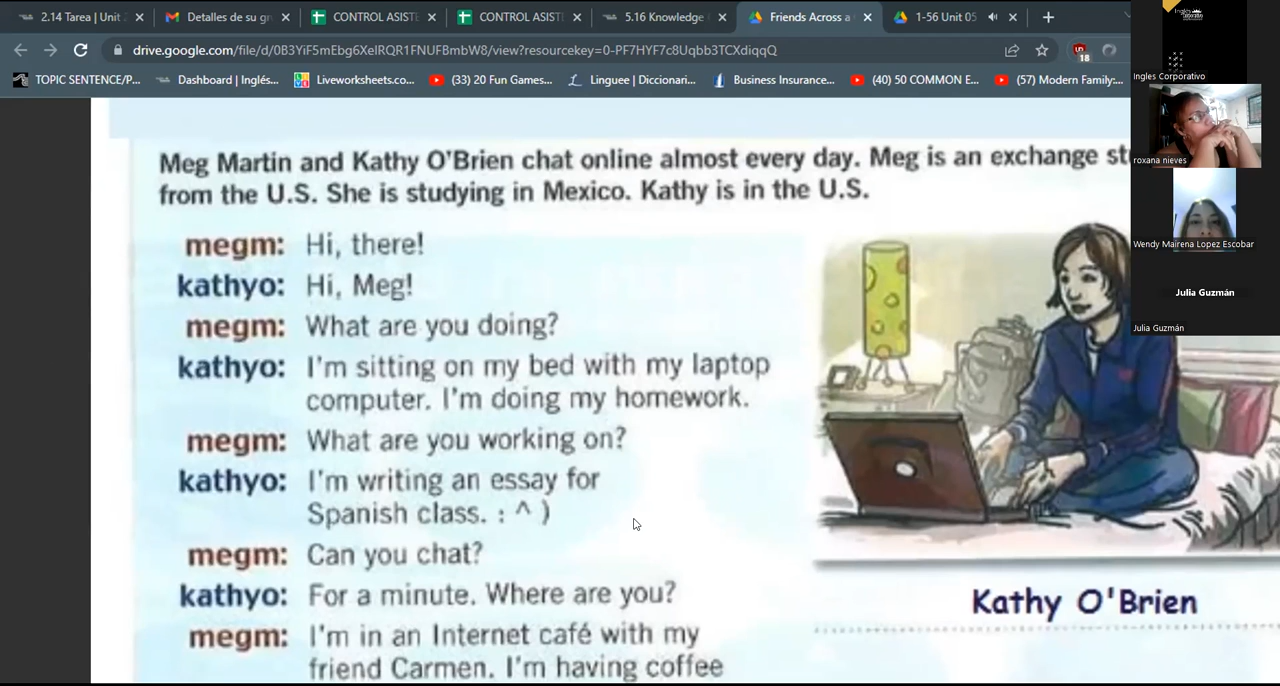 2.14 Tarea | Unit
Detalles de su gr
CONTROL ASIST
CONTROL ASIST
5.16 Knowledge
Friends Across a
1-56 Unit 05
drive.google.com/file/d/0B3YiF5mEbg6XelRQR1FNUFBmbW8/view?resourcekey=0-PF7HYF7c8Uqbb3TCXdiqqQ
18
TOPIC SENTENCE/P...
Dashboard | Inglés...
Liveworksheets.co...
(33) 20 Fun Games...
Linguee | Diccionari...
Business Insurance...
(40) 50 COMMON E...
(57) Modern Family:...
Ingles Corporativo
roxana nieves
Wendy Mairena Lopez Escobar
Julia Guzmán
Julia Guzmán
Meg Martin and Kathy O'Brien chat online almost every day. Meg is an exchange st
from the U.S. She is studying in Mexico. Kathy is in the U.S.
megm: Hi, there!
kathyo: Hi, Meg!
megm: What are you doing?
kathyo: I'm sitting on my bed with my laptop
computer. I'm doing my homework.
megm: What are you working on?
kathyo: I'm writing an essay for
Spanish class. : ^ )
megm: Can you chat?
kathyo: For a minute. Where are you?
megm: I'm in an Internet café with my
friend Carmen. I'm having coffee
Kathy O'Brien